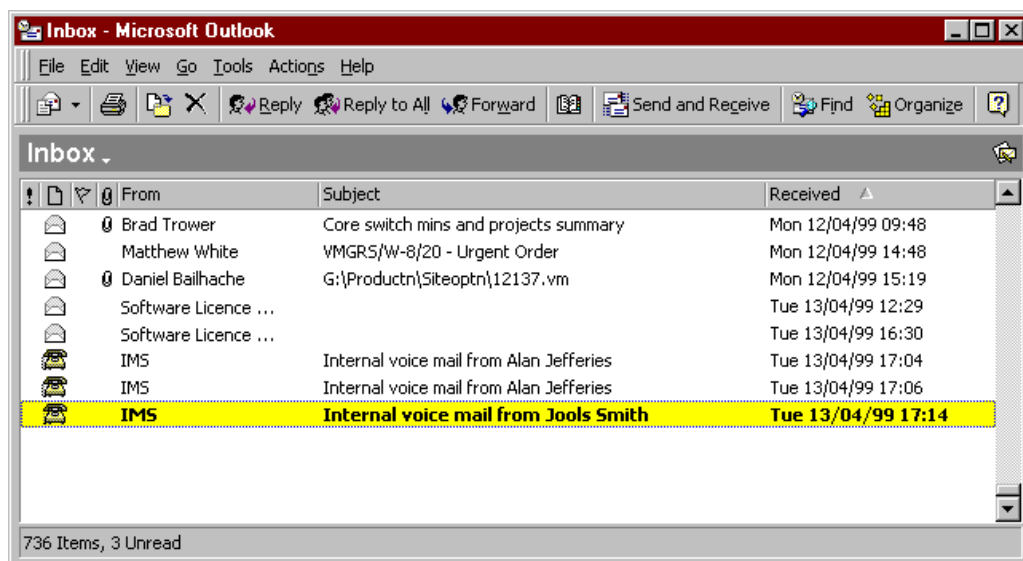 Inbox - Microsoft Outlook
File Edit View Go Tools Actions Help
Reply Reply to All Forward Send and Receive Find Organize
Inbox
! From Subject Received
Brad Trower Core switch mins and projects summary Mon 12/04/99 09:48
Matthew White VMGRS/W-8/20 - Urgent Order Mon 12/04/99 14:48
Daniel Bailhache G:\Productn\Siteoptn\12137.vm Mon 12/04/99 15:19
Software Licence ... Tue 13/04/99 12:29
Software Licence ... Tue 13/04/99 16:30
IMS Internal voice mail from Alan Jefferies Tue 13/04/99 17:04
IMS Internal voice mail from Alan Jefferies Tue 13/04/99 17:06
IMS Internal voice mail from Jools Smith Tue 13/04/99 17:14
736 Items, 3 Unread